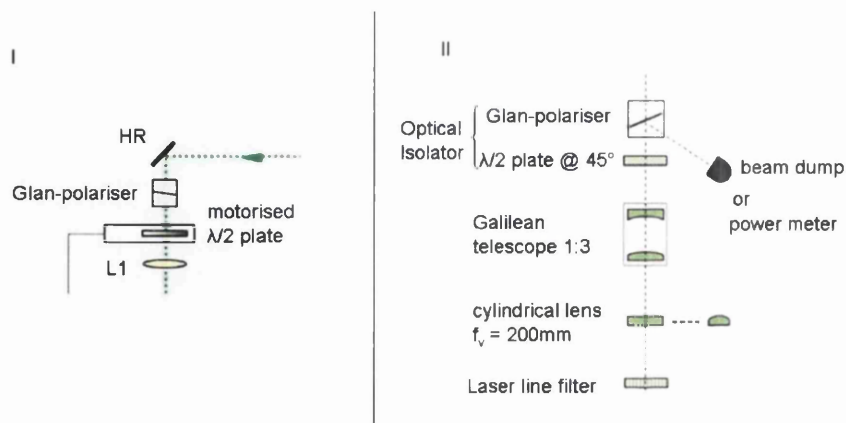 I
HR
Glan-polariser
motorised
λ/2 plate
L1
II
Optical
Isolator
Glan-polariser
λ/2 plate @ 45°
beam dump
or
power meter
Galilean
telescope 1:3
cylindrical lens
fv = 200mm
Laser line filter